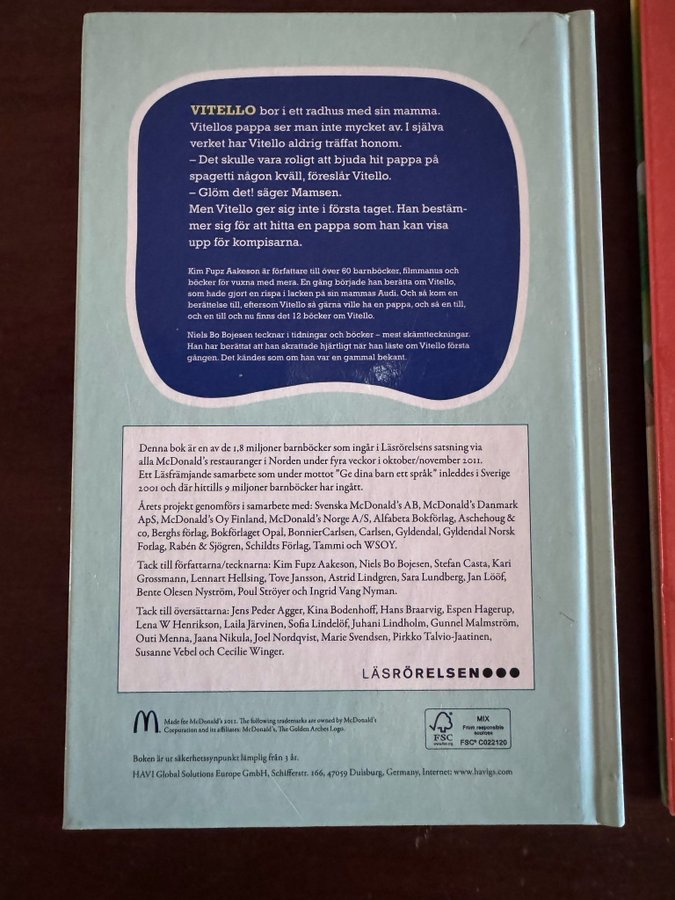 VITELLO bor i ett radhus med sin mamma.
Vitellos pappa ser man inte mycket av. I själva
verket har Vitello aldrig träffat honom.
– Det skulle vara roligt att bjuda hit pappa på
spagetti någon kväll, föreslår Vitello.
– Glöm det! säger Mamsen.
Men Vitello ger sig inte i första taget. Han bestäm-
mer sig för att hitta en pappa som han kan visa
upp för kompisarna.
Kim Fupz Aakeson är författare till över 60 barnböcker, filmmanus och
böcker för vuxna med mera. En gång började han berätta om Vitello,
som hade gjort en rispa i lacken på sin mammas Audi. Och så kom en
berättelse till, eftersom Vitello så gärna ville ha en pappa, och så en till,
och en till och nu finns det 12 böcker om Vitello.
Niels Bo Bojesen tecknar i tidningar och böcker – mest skämtteckningar.
Han har berättat att han skrattade hjärtligt när han läste om Vitello första
gången. Det kändes som om han var en gammal bekant.
Denna bok är en av de 1,8 miljoner barnböcker som ingår i Läsrörelsens satsning via
alla McDonald's restauranger i Norden under fyra veckor i oktober/november 2011.
Ett Läsfrämjande samarbete som under mottot "Ge dina barn ett språk" inleddes i Sverige
2001 och där hittills 9 miljoner barnböcker har ingått.
Årets projekt genomförs i samarbete med: Svenska McDonald's AB, McDonald's Danmark
ApS, McDonald's Oy Finland, McDonald's Norge A/S, Alfabeta Bokförlag, Aschehoug &
co, Berghs förlag, Bokförlaget Opal, BonnierCarlsen, Carlsen, Gyldendal, Gyldendal Norsk
Forlag, Rabén & Sjögren, Schildts Förlag, Tammi och WSOY.
Tack till författarna/tecknarna: Kim Fupz Aakeson, Niels Bo Bojesen, Stefan Casta, Kari
Grossmann, Lennart Hellsing, Tove Jansson, Astrid Lindgren, Sara Lundberg, Jan Lööf,
Bente Olesen Nyström, Poul Ströyer och Ingrid Vang Nyman.
Tack till översättarna: Jens Peder Agger, Kina Bodenhoff, Hans Braarvig, Espen Hagerup,
Lena W Henrikson, Laila Järvinen, Sofia Lindelöf, Juhani Lindholm, Gunnel Malmström,
Outi Menna, Jaana Nikula, Joel Nordqvist, Marie Svendsen, Pirkko Talvio-Jaatinen,
Susanne Vebel och Cecilie Winger.
LÄSRÖRELSEN
Made for McDonald's 2011. The following trademarks are owned by McDonald's
Corporation and its affiliates: McDonald's, The Golden Arches Logo.
FSC
www.fsc.org
MIX
From responsible
sources
FSC® C022120
Boken är ur säkerhetssynpunkt lämplig från 3 år.
HAVI Global Solutions Europe GmbH, Schifferstr. 166, 47059 Duisburg, Germany, Internet: www.havigs.com